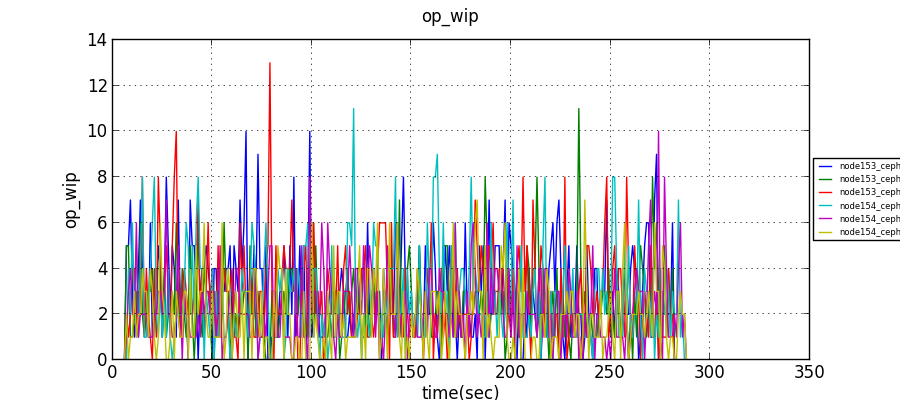 op_wip
14
12
10
8
6
4
2
0
op_wip
0 50 100 150 200 250 300 350
time(sec)
node153_ceph
node153_ceph
node153_ceph
node154_ceph
node154_ceph
node154_ceph